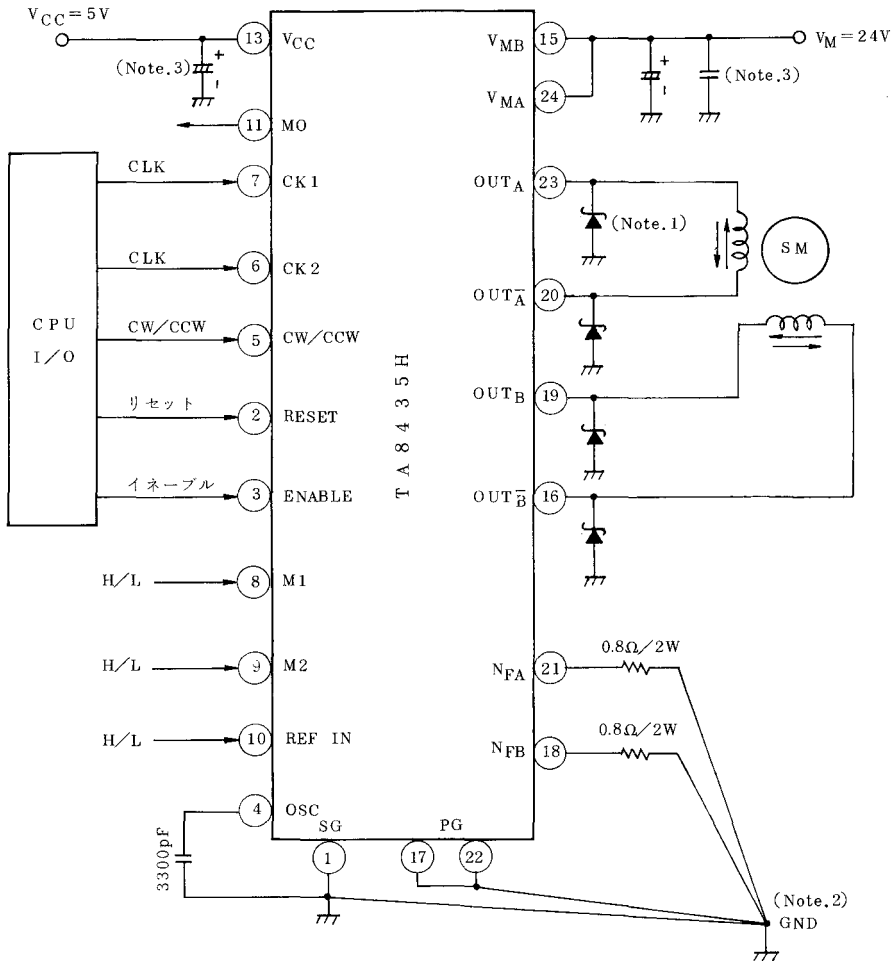 VCC=5V
13
VCC
(Note.3)
+
11
MO
CPU
I/O
CLK
7
CK1
CLK
6
CK2
CW/CCW
5
CW/CCW
リセット
2
RESET
イネーブル
3
ENABLE
H/L
8
M1
H/L
9
M2
H/L
10
REF IN
4
OSC
3300pF
SG
1
PG
17
22
TA8435H
VMB
15
VM=24V
VMA
24
+
(Note.3)
OUTA
23
(Note.1)
SM
OUTA̅
20
OUTB
19
OUTB̅
16
NFA
21
0.8Ω/2W
NFB
18
0.8Ω/2W
(Note.2)
GND